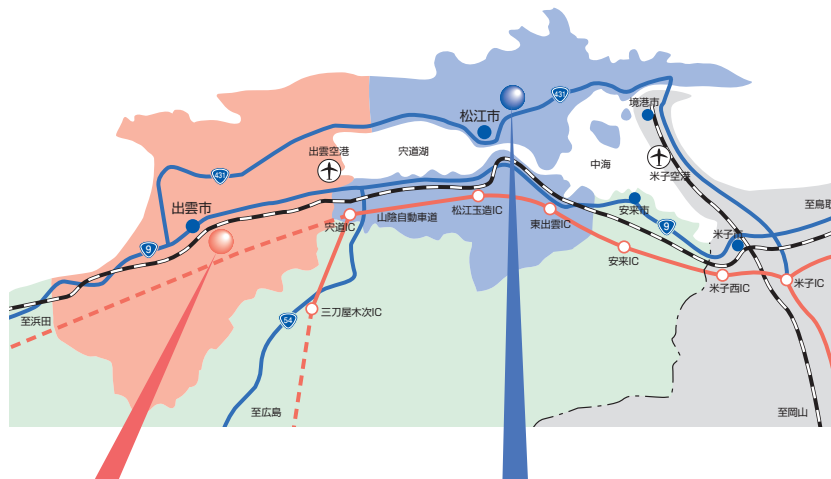 431
松江市
境港市
出雲空港
宍道湖
中海
米子空港
431
出雲市
宍道IC
山陰自動車道
松江玉造IC
東出雲IC
安来市
9
米子市
至鳥取
9
安来IC
米子西IC
米子IC
至浜田
54
三刀屋木次IC
至広島
至岡山